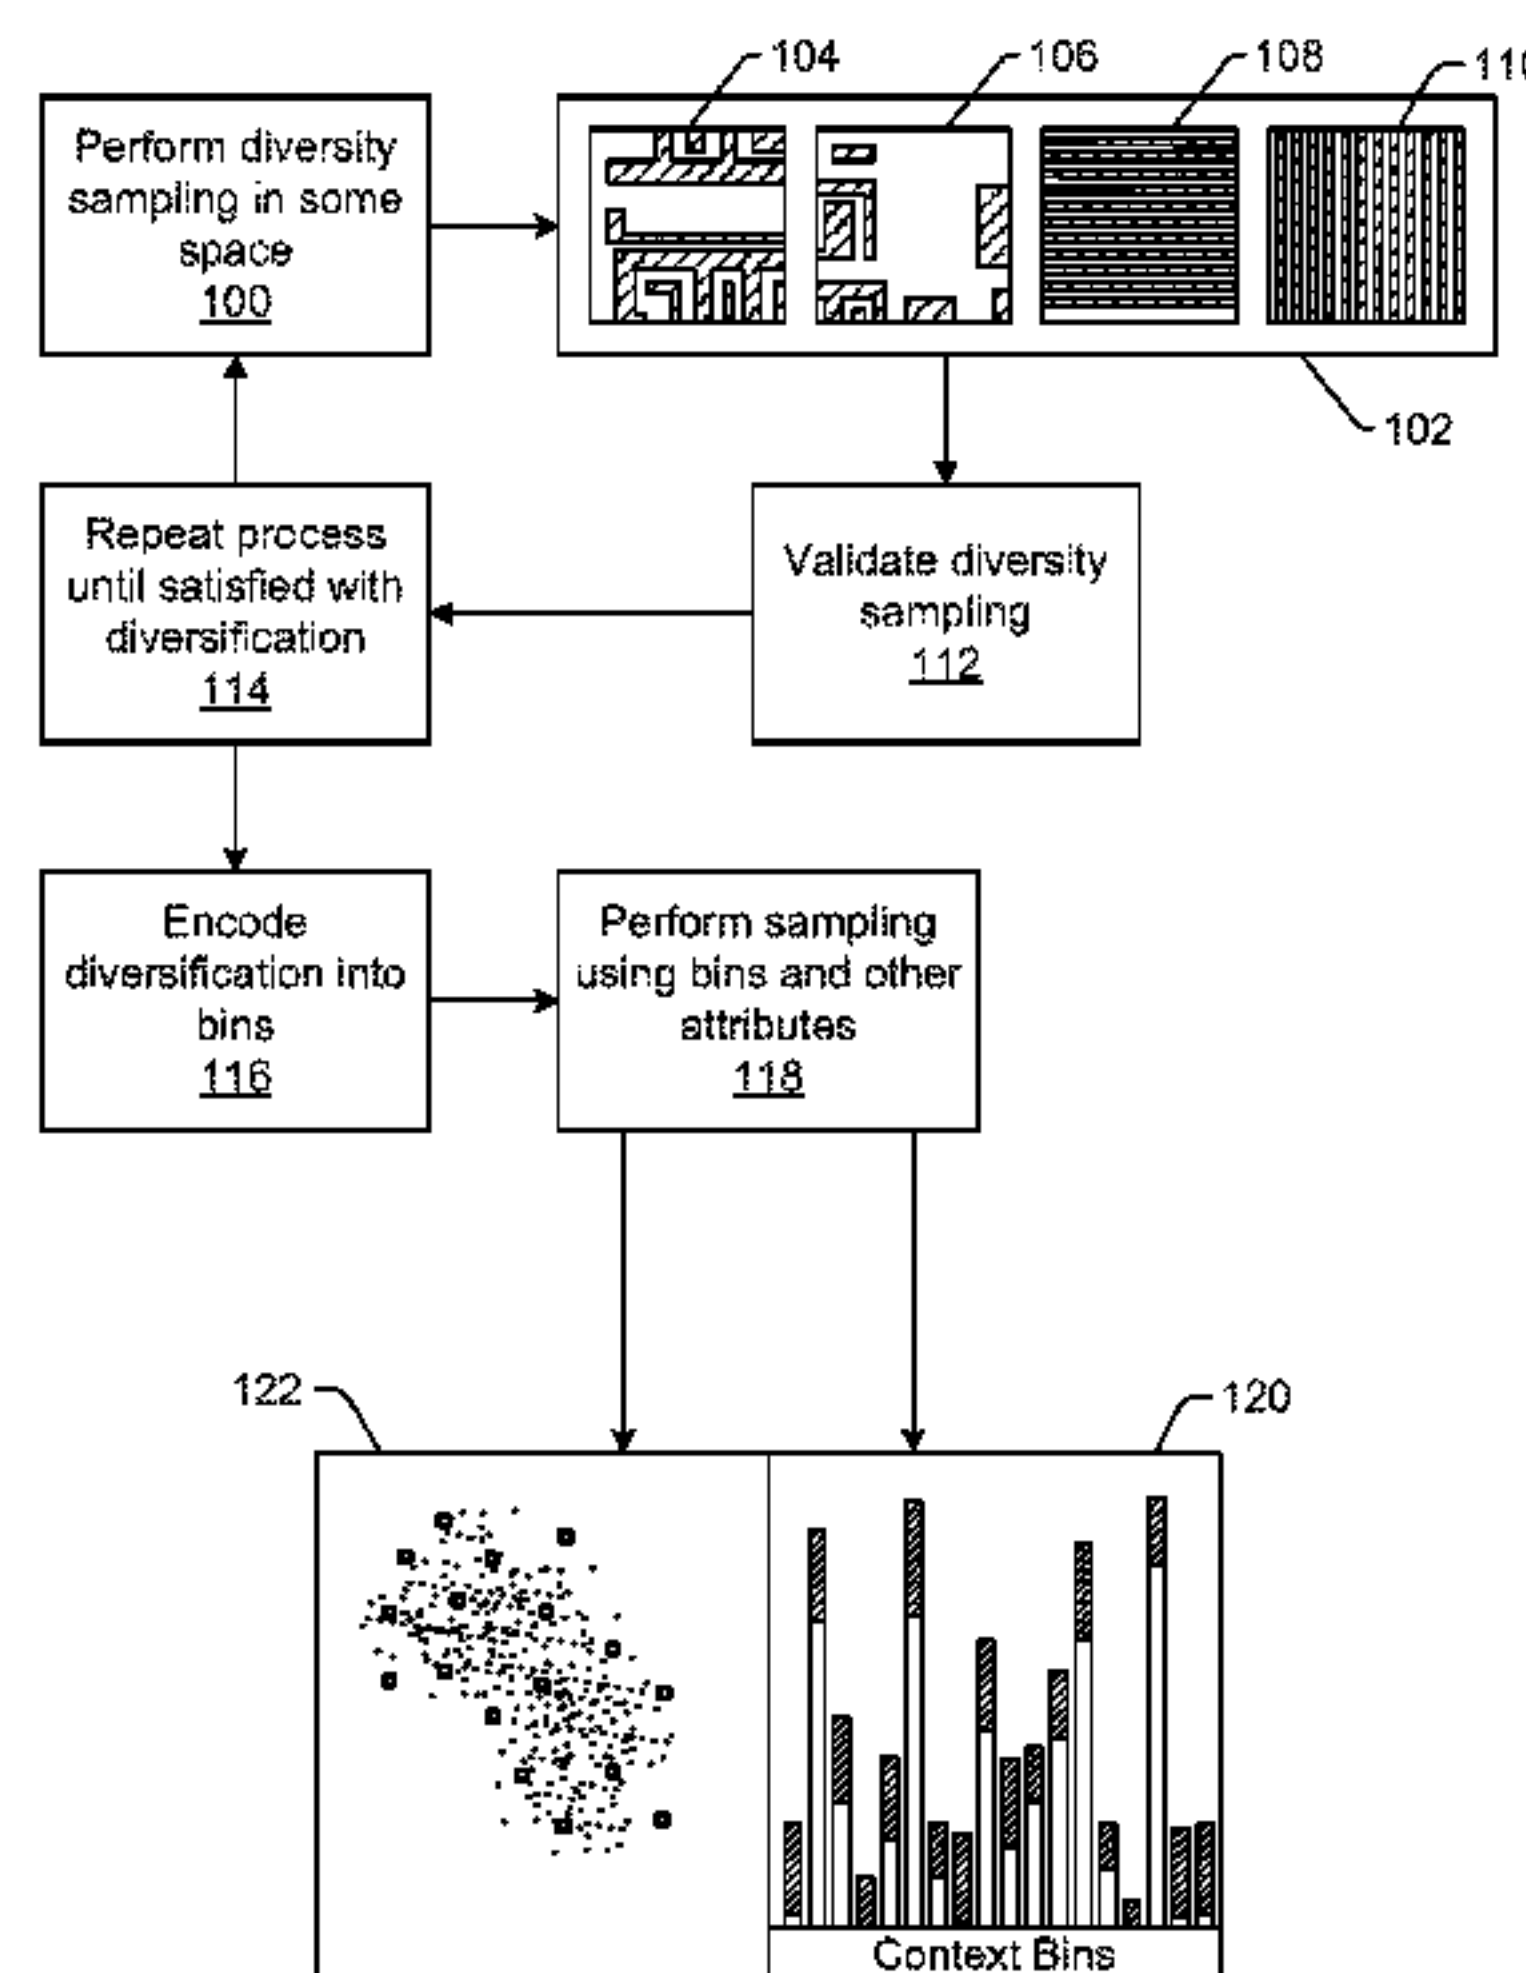 104
106
108
110
Perform diversity
sampling in some
space
100
102
Repeat process
until satisfied with
diversification
114
Validate diversity
sampling
112
Encode
diversification into
bins
116
Perform sampling
using bins and other
attributes
118
122
120
Context Bins